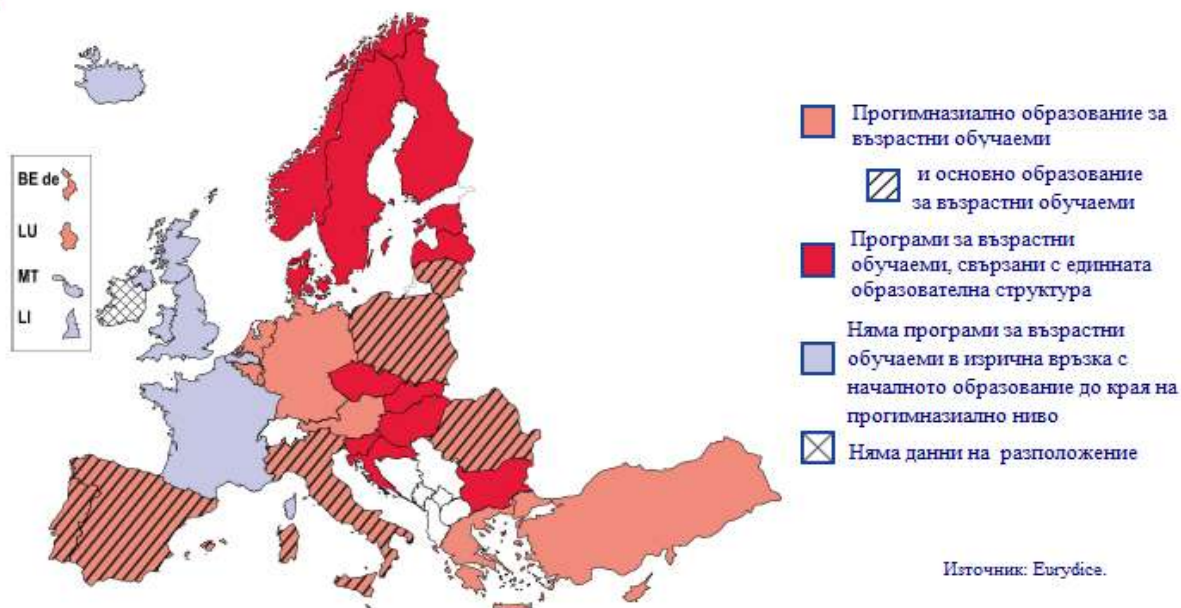 BE de
LU
MT
LI
Прогимназиално образование за
възрастни обучаеми
и основно образование
за възрастни обучаеми
Програми за възрастни
обучаеми, свързани с единната
образователна структура
Няма програми за възрастни
обучаеми в изрична връзка с
началното образование до края на
прогимназиално ниво
Няма данни на разположение
Източник: Eurydice.